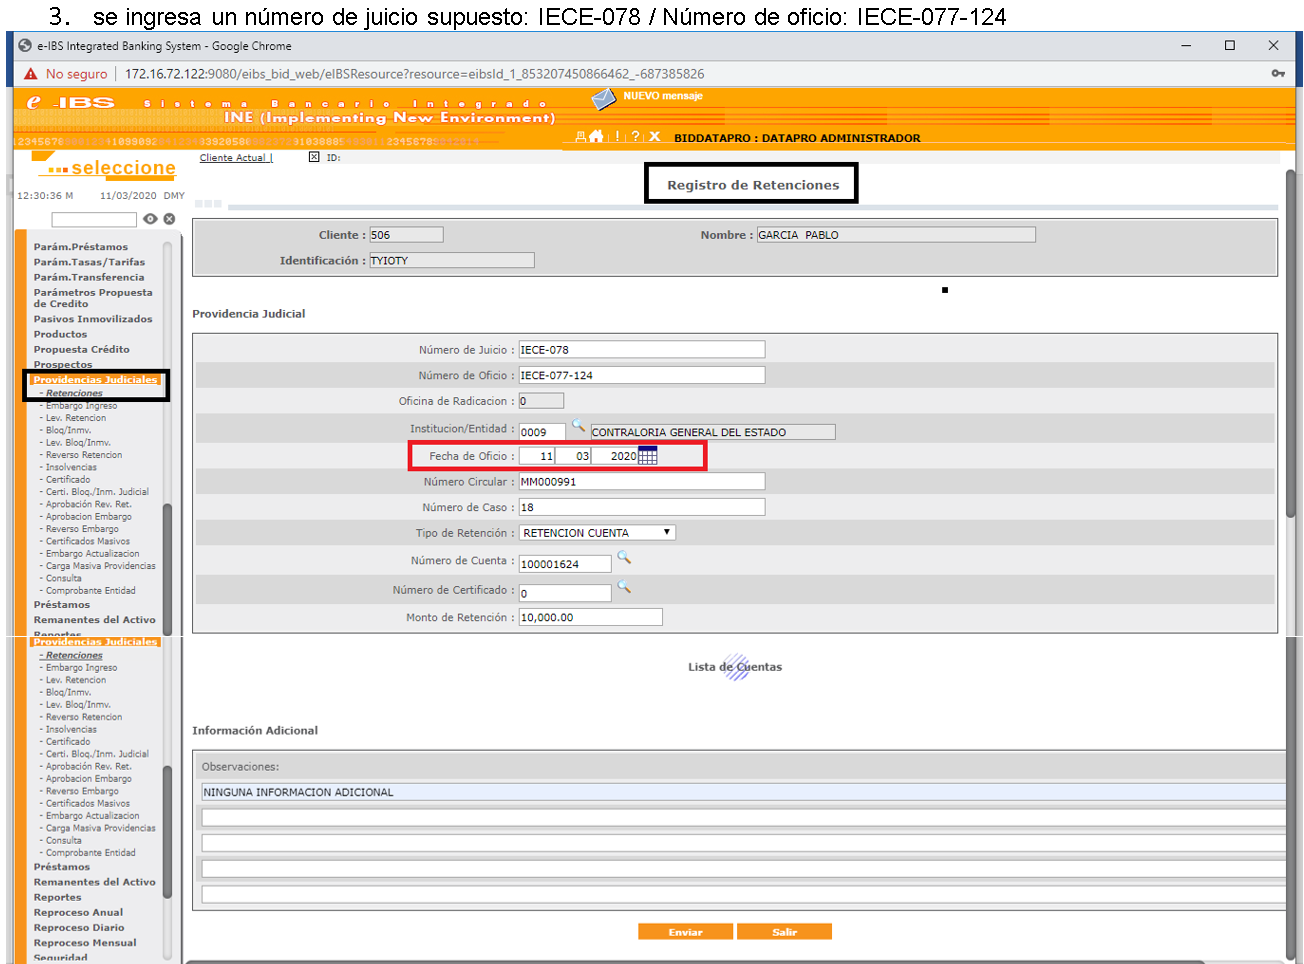 3. se ingresa un número de juicio supuesto: IECE-078 / Número de oficio: IECE-077-124
e-IBS Integrated Banking System - Google Chrome
No seguro | 172.16.72.122:9080/eibs_bid_web/eIBSResource?resource=eibsId_1_853207450866462_-687385826
e-IBS Sistema Bancario Integrado
NUEVO mensaje
INE (Implementing New Environment)
BIDDATAPRO : DATAPRO ADMINISTRADOR
seleccione
Cliente Actual | ID:
12:30:36 M 11/03/2020 DMY
Registro de Retenciones
Cliente : 506 Nombre : GARCIA PABLO
Identificación : TYIOTY
Providencia Judicial
Número de Juicio : IECE-078
Número de Oficio : IECE-077-124
Oficina de Radicacion : 0
Institucion/Entidad : 0009 CONTRALORIA GENERAL DEL ESTADO
Fecha de Oficio : 11 03 2020
Número Circular : MM000991
Número de Caso : 18
Tipo de Retención : RETENCION CUENTA
Número de Cuenta : 100001624
Número de Certificado : 0
Monto de Retención : 10,000.00
Lista de Cuentas
Información Adicional
Observaciones:
NINGUNA INFORMACION ADICIONAL
Enviar Salir
Parám.Préstamos
Parám.Tasas/Tarifas
Parám.Transferencia
Parámetros Propuesta
de Credito
Pasivos Inmovilizados
Productos
Propuesta Crédito
Prospectos
Providencias Judiciales
- Retenciones
- Embargo Ingreso
- Lev. Retencion
- Bloq/Inmv.
- Lev. Bloq/Inmv.
- Reverso Retencion
- Insolvencias
- Certificado
- Certi. Bloq./Inm. Judicial
- Aprobación Rev. Ret.
- Aprobacion Embargo
- Reverso Embargo
- Certificados Masivos
- Embargo Actualizacion
- Carga Masiva Providencias
- Consulta
- Comprobante Entidad
Préstamos
Remanentes del Activo
Reportes
Providencias Judiciales
- Retenciones
- Embargo Ingreso
- Lev. Retencion
- Bloq/Inmv.
- Lev. Bloq/Inmv.
- Reverso Retencion
- Insolvencias
- Certificado
- Certi. Bloq./Inm. Judicial
- Aprobación Rev. Ret.
- Aprobacion Embargo
- Reverso Embargo
- Certificados Masivos
- Embargo Actualizacion
- Carga Masiva Providencias
- Consulta
- Comprobante Entidad
Préstamos
Remanentes del Activo
Reportes
Reproceso Anual
Reproceso Diario
Reproceso Mensual
Seguridad